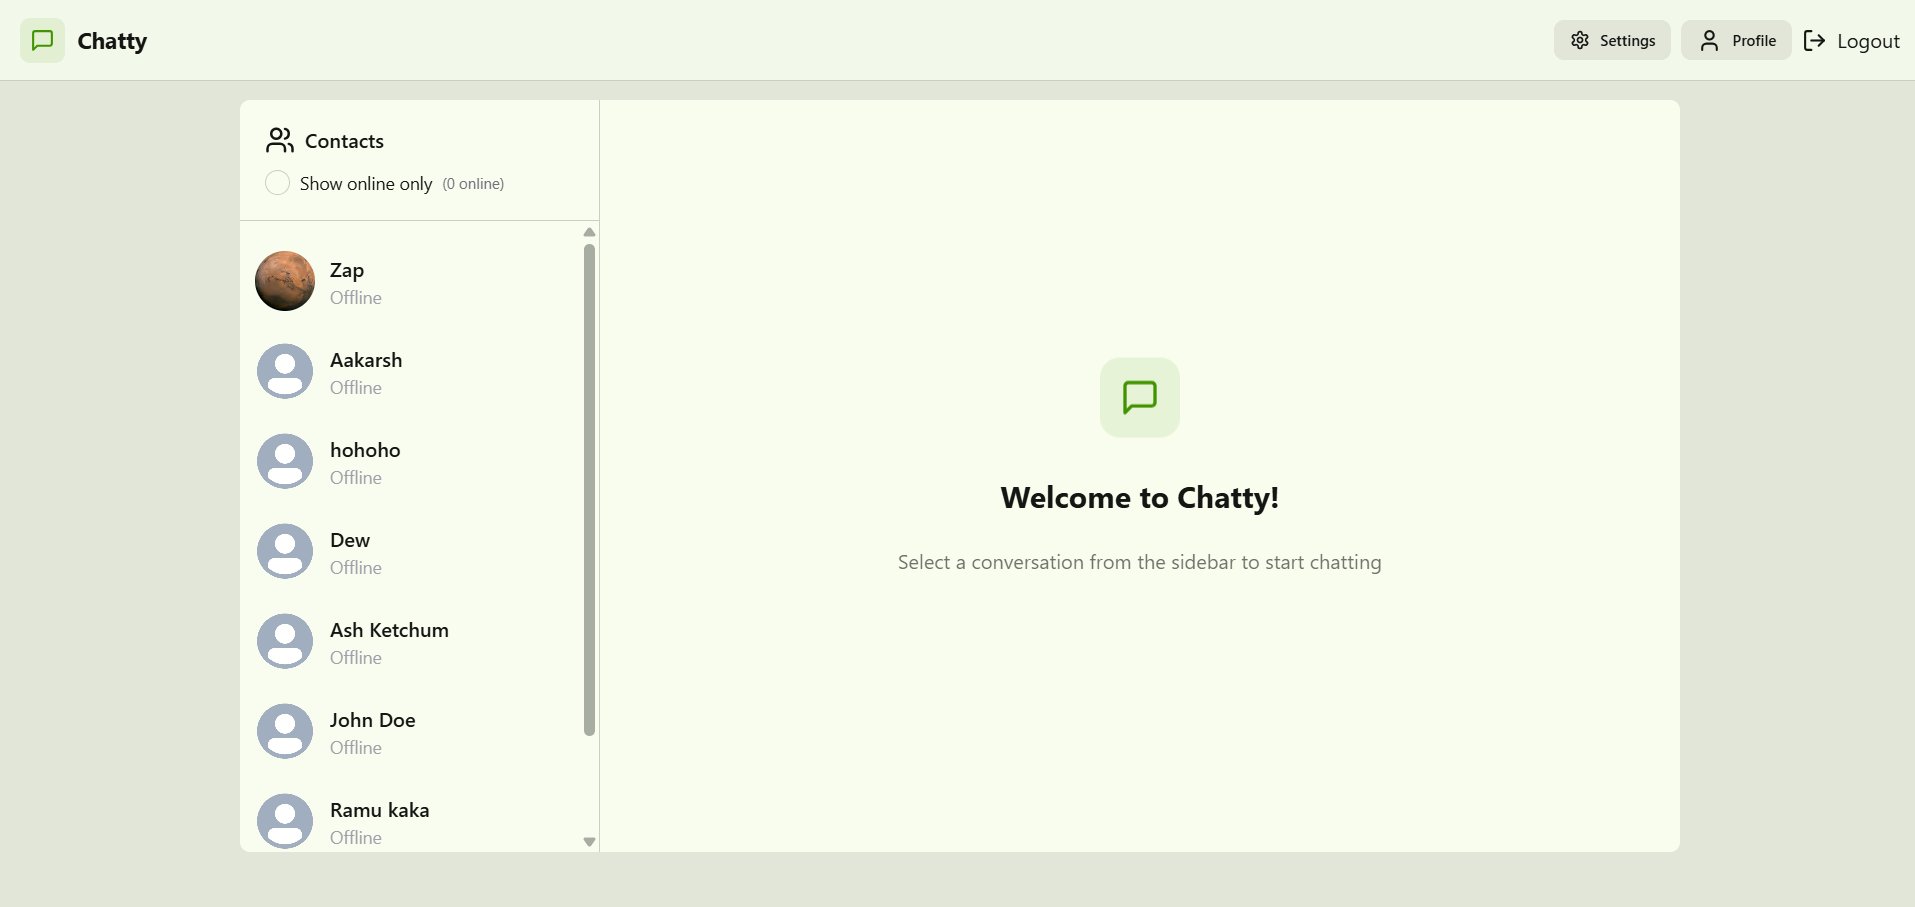 Chatty
Settings
Profile
Logout
Contacts
Show online only (0 online)
Zap
Offline
Aakarsh
Offline
hohoho
Offline
Dew
Offline
Ash Ketchum
Offline
John Doe
Offline
Ramu kaka
Offline
Welcome to Chatty!
Select a conversation from the sidebar to start chatting